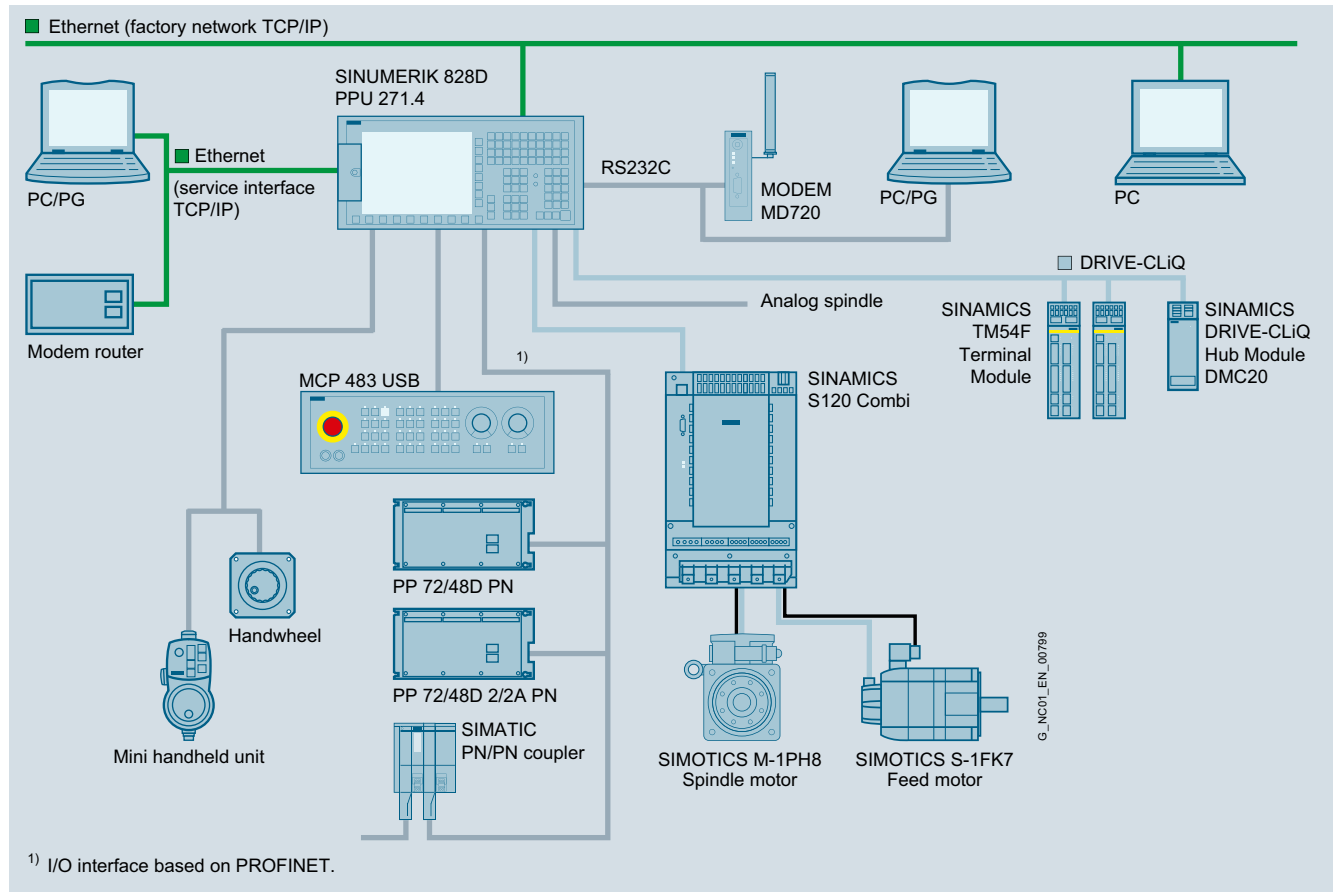 Ethernet (factory network TCP/IP)
SINUMERIK 828D
PPU 271.4
Ethernet
(service interface
TCP/IP)
PC/PG
RS232C
MODEM
MD720
PC/PG
PC
Modem router
DRIVE-CLiQ
Analog spindle
SINAMICS
TM54F
Terminal
Module
SINAMICS
DRIVE-CLiQ
Hub Module
DMC20
1)
MCP 483 USB
SINAMICS
S120 Combi
PP 72/48D PN
Handwheel
PP 72/48D 2/2A PN
SIMATIC
PN/PN coupler
Mini handheld unit
SIMOTICS M-1PH8
Spindle motor
SIMOTICS S-1FK7
Feed motor
G_NC01_EN_00799
1) I/O interface based on PROFINET.